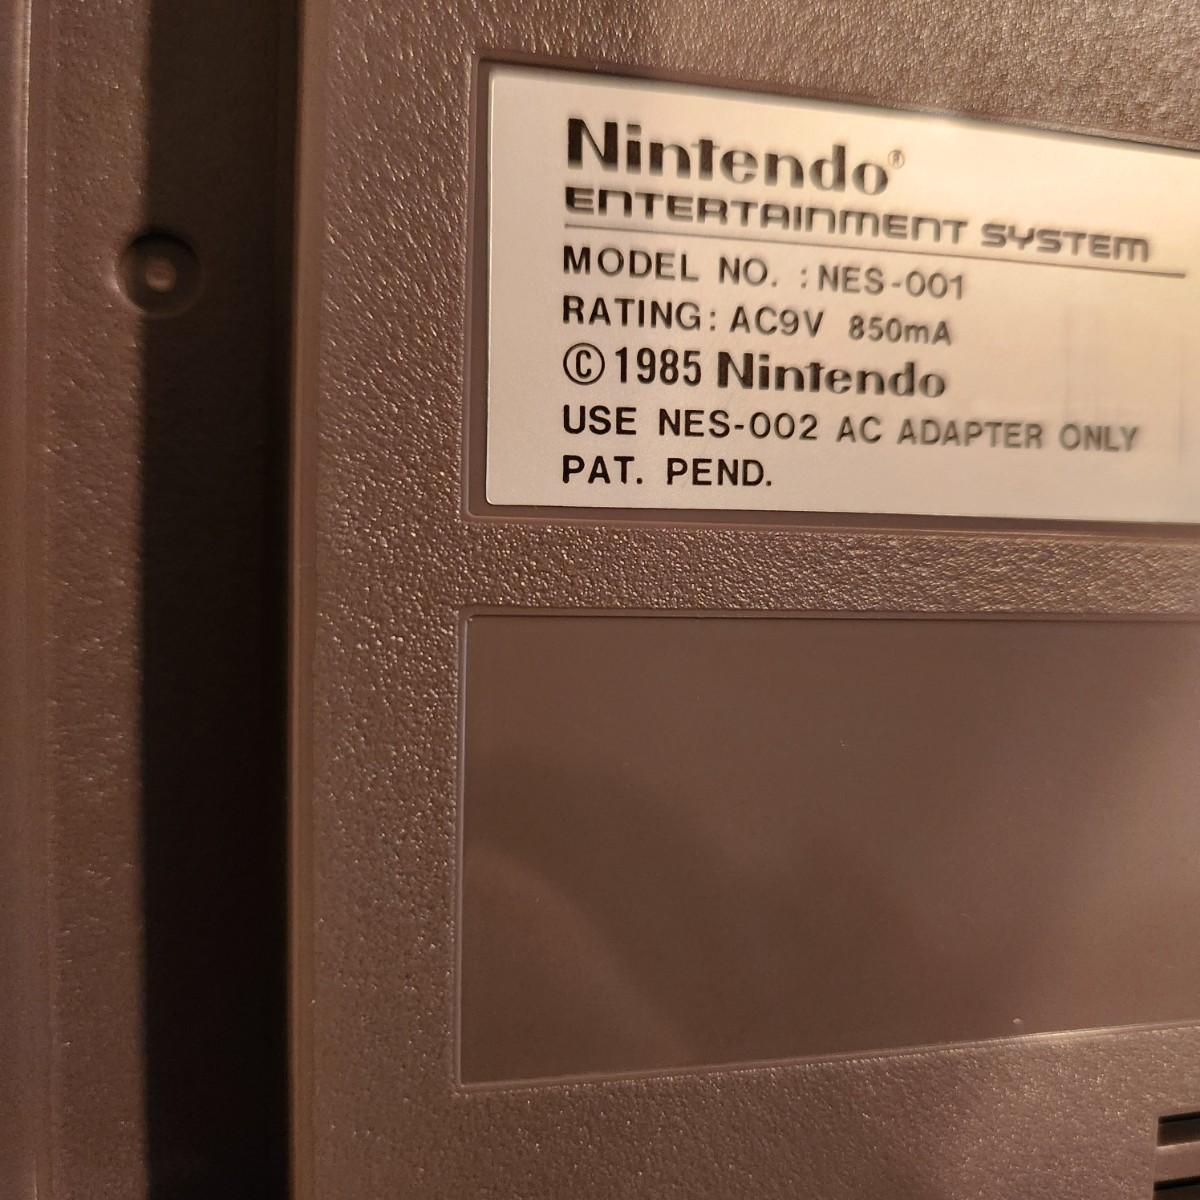 Nintendo®
ENTERTAINMENT SYSTEM
MODEL NO. : NES-001
RATING: AC9V 850mA
©1985 Nintendo
USE NES-002 AC ADAPTER ONLY
PAT. PEND.